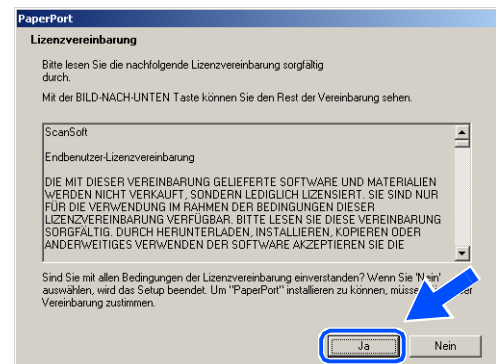 PaperPort
Lizenzvereinbarung
Bitte lesen Sie die nachfolgende Lizenzvereinbarung sorgfältig
durch.
Mit der BILD-NACH-UNTEN Taste können Sie den Rest der Vereinbarung sehen.
ScanSoft
Endbenutzer-Lizenzvereinbarung
DIE MIT DIESER VEREINBARUNG GELIEFERTE SOFTWARE UND MATERIALIEN
WERDEN NICHT VERKAUFT, SONDERN LEDIGLICH LIZENSIERT. SIE SIND NUR
FÜR DIE VERWENDUNG IM RAHMEN DER BEDINGUNGEN DIESER
LIZENZVEREINBARUNG VERFÜGBAR. BITTE LESEN SIE DIESE VEREINBARUNG
SORGFÄLTIG. DURCH HERUNTERLADEN, INSTALLIEREN, KOPIEREN ODER
ANDERWEITIGES VERWENDEN DER SOFTWARE AKZEPTIEREN SIE DIE
Sind Sie mit allen Bedingungen der Lizenzvereinbarung einverstanden? Wenn Sie 'Nein'
auswählen, wird das Setup beendet. Um "PaperPort" installieren zu können, müssen
Vereinbarung zustimmen.
Ja
Nein